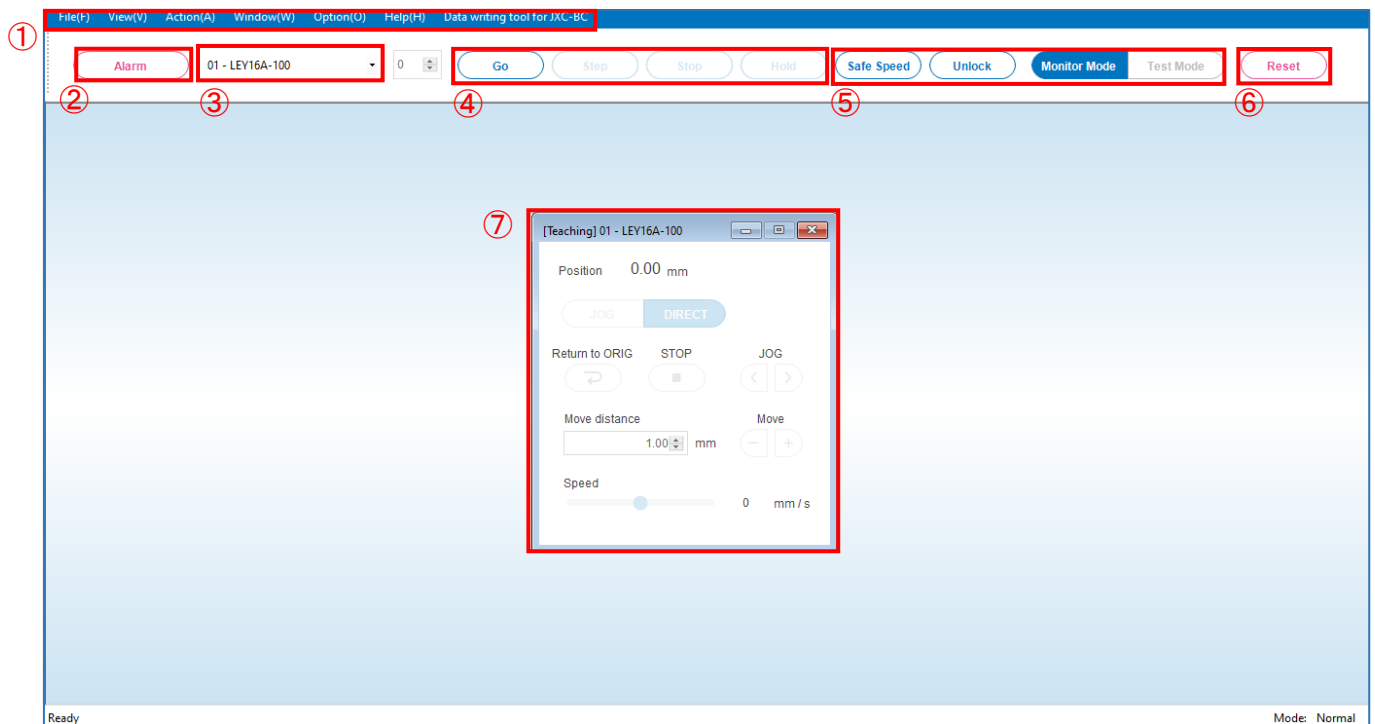 File(F) View(V) Action(A) Window(W) Option(O) Help(H) Data writing tool for JXC-BC
①
Alarm 01 - LEY16A-100 0 Go Step Stop Hold Safe Speed Unlock Monitor Mode Test Mode Reset
② ③ ④ ⑤ ⑥
⑦
[Teaching] 01 - LEY16A-100
Position 0.00 mm
JOG DIRECT
Return to ORIG STOP JOG
Move distance Move
1.00 mm
Speed
0 mm / s
Ready Mode: Normal